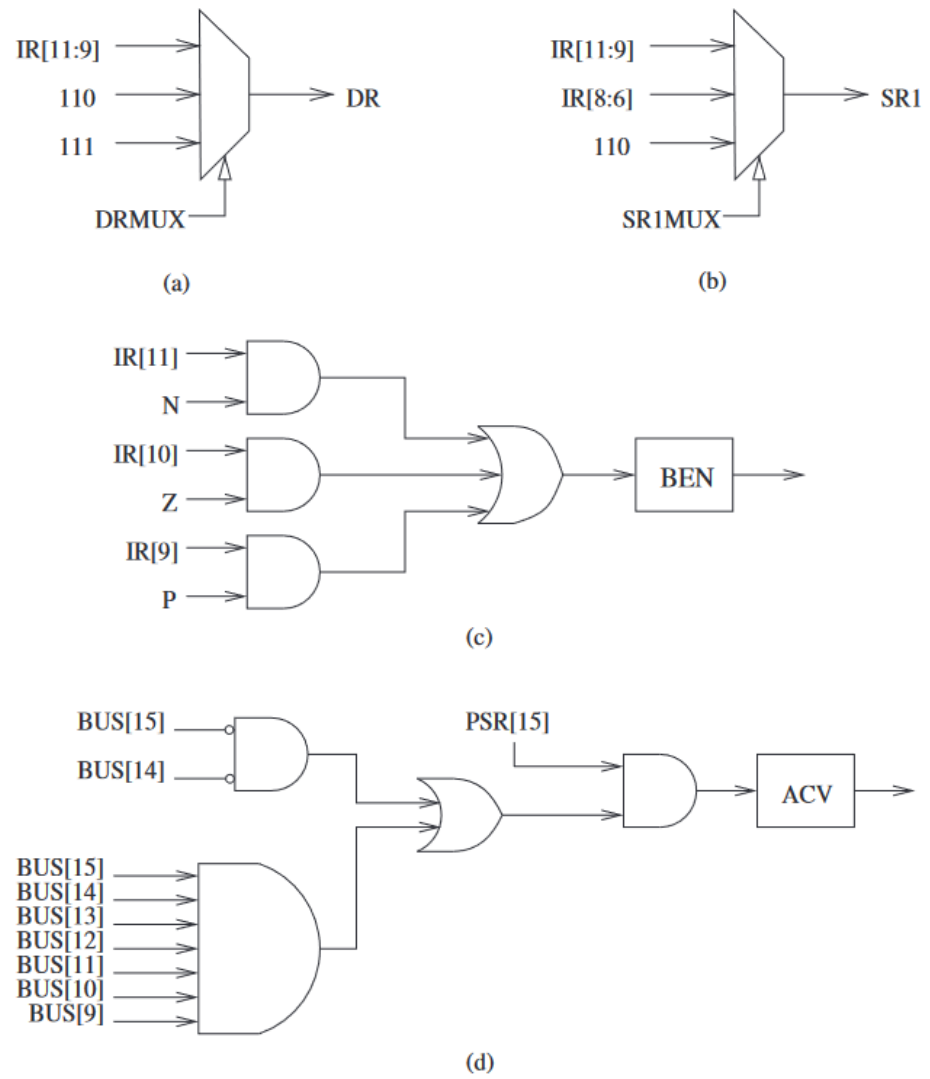 IR[11:9]
110
111
DR
DRMUX
(a)
IR[11:9]
IR[8:6]
110
SR1
SR1MUX
(b)
IR[11]
N
IR[10]
Z
IR[9]
P
BEN
(c)
BUS[15]
BUS[14]
PSR[15]
ACV
BUS[15]
BUS[14]
BUS[13]
BUS[12]
BUS[11]
BUS[10]
BUS[9]
(d)